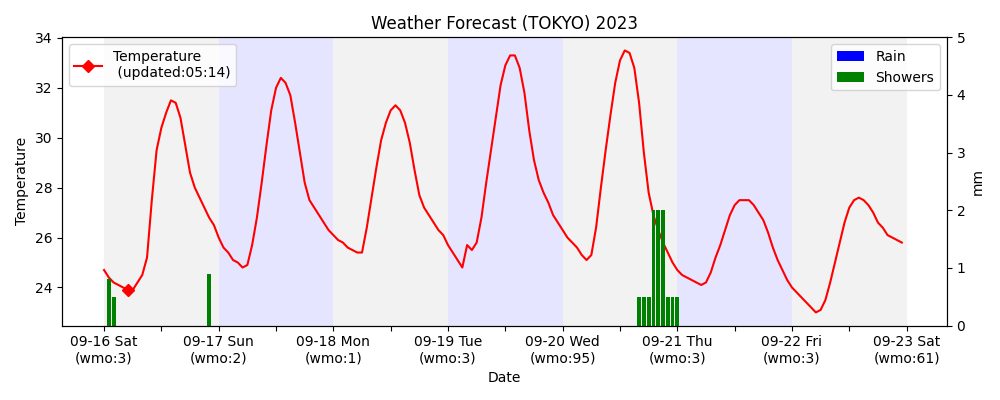 Weather Forecast (TOKYO) 2023
Temperature
(updated:05:14)
Rain
Showers
34
32
30
28
26
24
Temperature
5
4
3
2
1
0
mm
09-16 Sat
(wmo:3)
09-17 Sun
(wmo:2)
09-18 Mon
(wmo:1)
09-19 Tue
(wmo:3)
09-20 Wed
(wmo:95)
09-21 Thu
(wmo:3)
09-22 Fri
(wmo:3)
09-23 Sat
(wmo:61)
Date